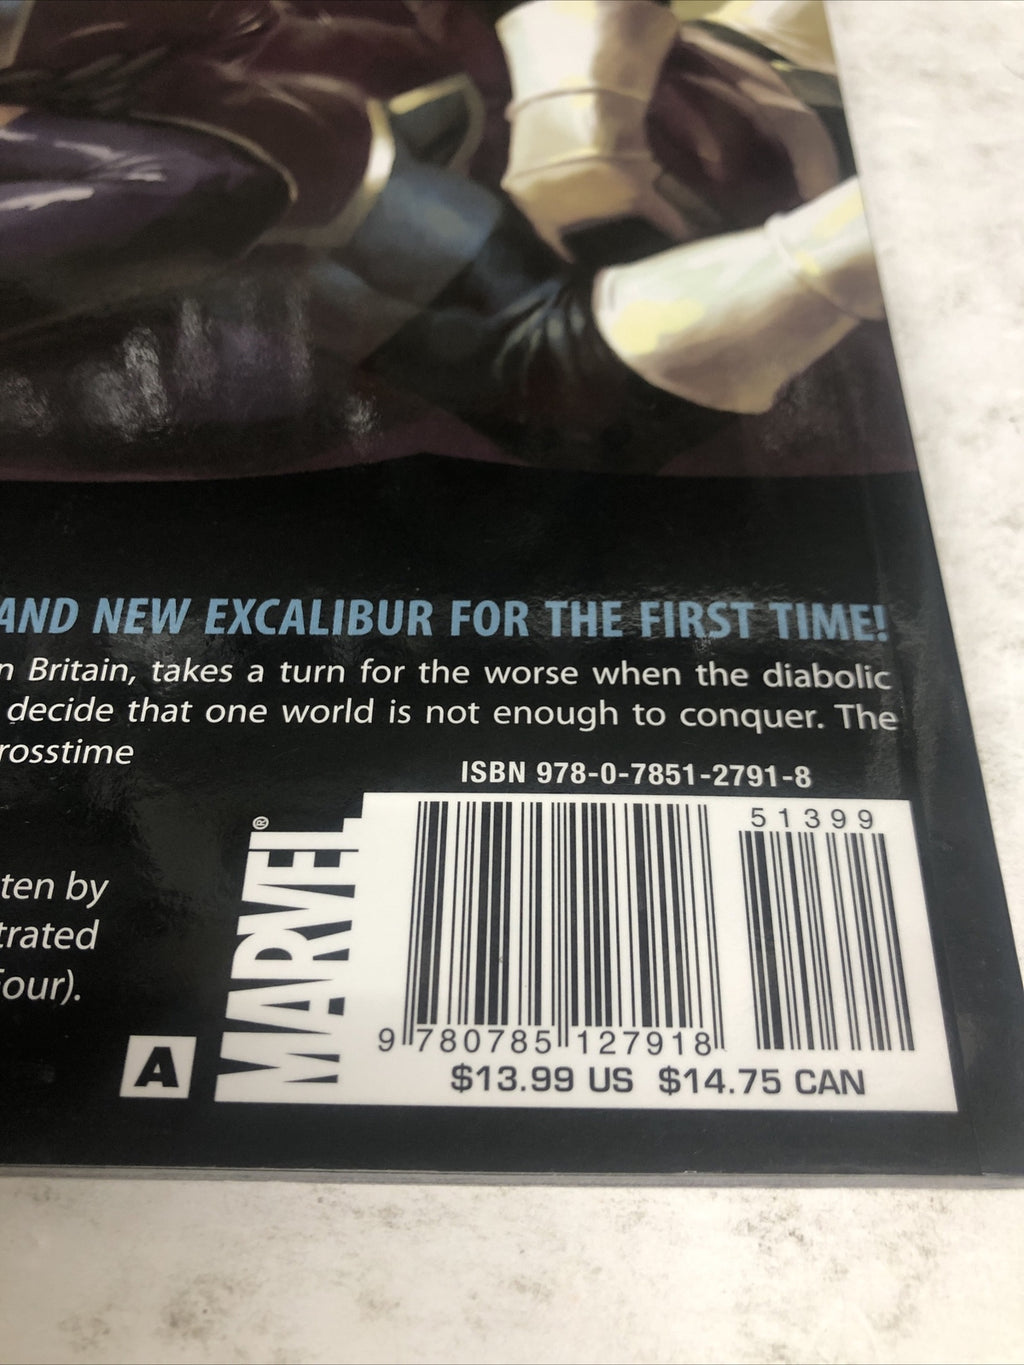 AND NEW EXCALIBUR FOR THE FIRST TIME!
n Britain, takes a turn for the worse when the diabolic
decide that one world is not enough to conquer. The
rosstime
ISBN 978-0-7851-2791-8
51399
MARVEL®
ten by
trated
Four).
A
9 780785 127918
$13.99 US $14.75 CAN